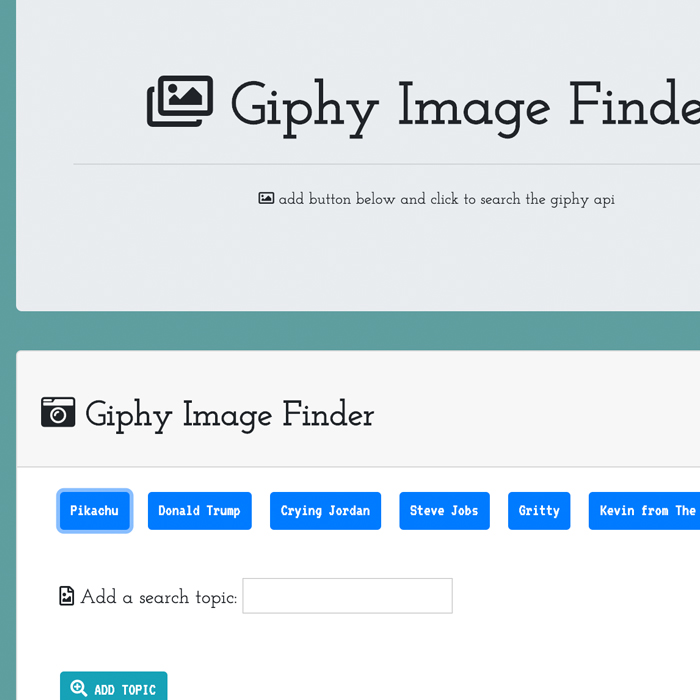 Giphy Image Finde
add button below and click to search the giphy api
Giphy Image Finder
Pikachu Donald Trump Crying Jordan Steve Jobs Gritty Kevin from The
Add a search topic:
ADD TOPIC